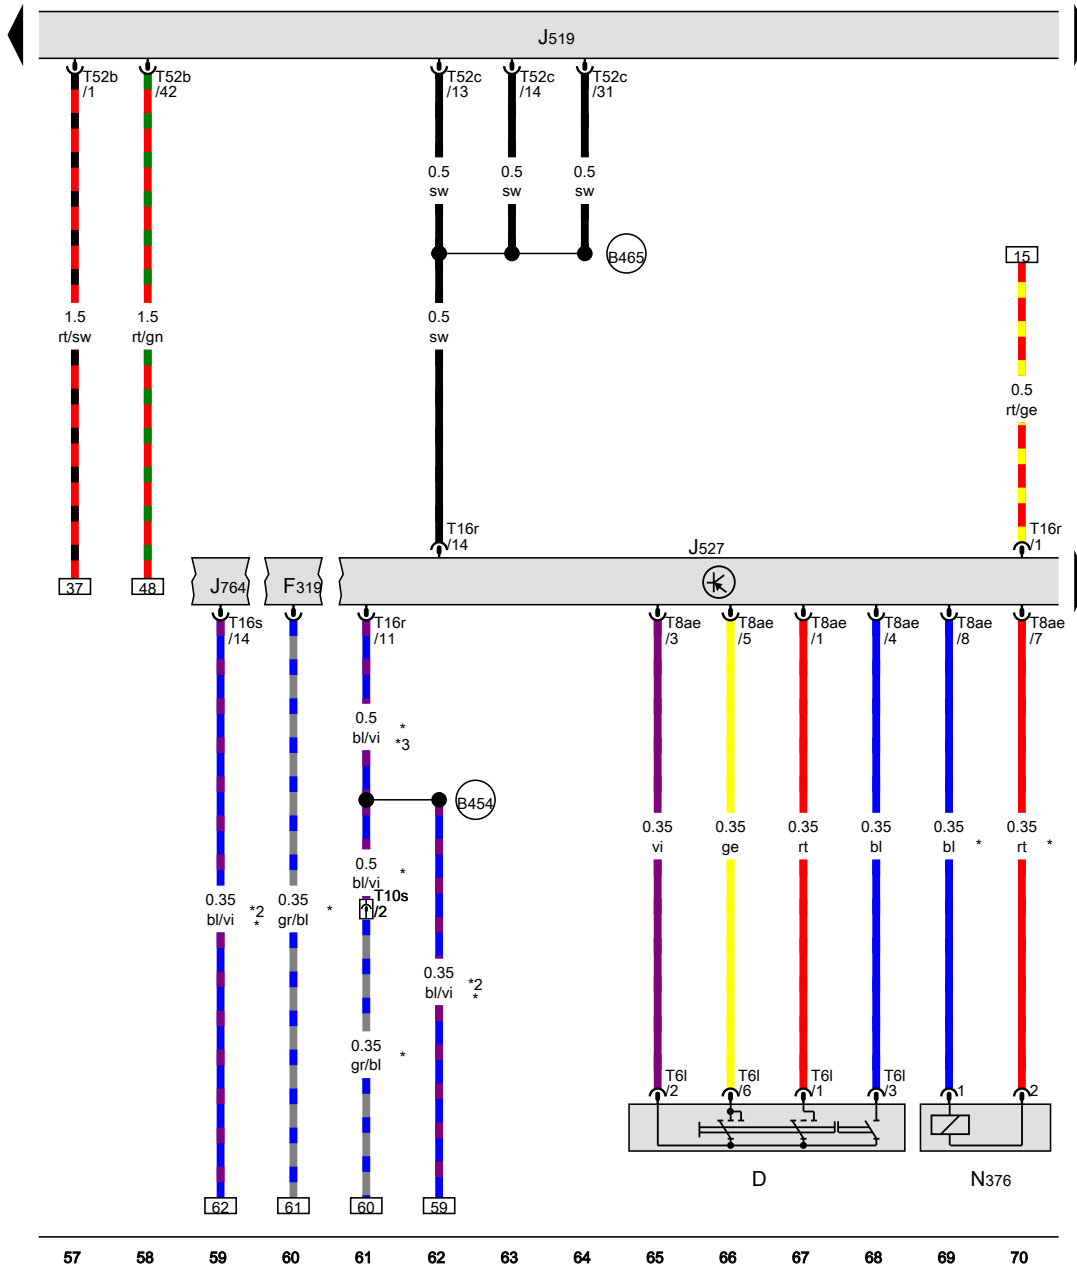 J519
T52b
/1
T52b
/42
T52c
/13
T52c
/14
T52c
/31
0.5
sw
0.5
sw
0.5
sw
B465
15
1.5
rt/sw
1.5
rt/gn
0.5
sw
0.5
rt/ge
T16r
/14
J527
T16r
/1
37
48
J764
F319
T16s
/14
T16r
/11
T8ae
/3
T8ae
/5
T8ae
/1
T8ae
/4
T8ae
/8
T8ae
/7
0.5
bl/vi
*
*3
B454
0.35
vi
0.35
ge
0.35
rt
0.35
bl
0.35
bl *
0.35
rt *
0.5
bl/vi *
T10s
/2
0.35
bl/vi
*2
*
0.35
gr/bl *
0.35
bl/vi
*2
*
0.35
gr/bl *
T6l
/2
T6l
/6
T6l
/1
T6l
/3
1
2
D
N376
62
61
60
59
57 58 59 60 61 62 63 64 65 66 67 68 69 70